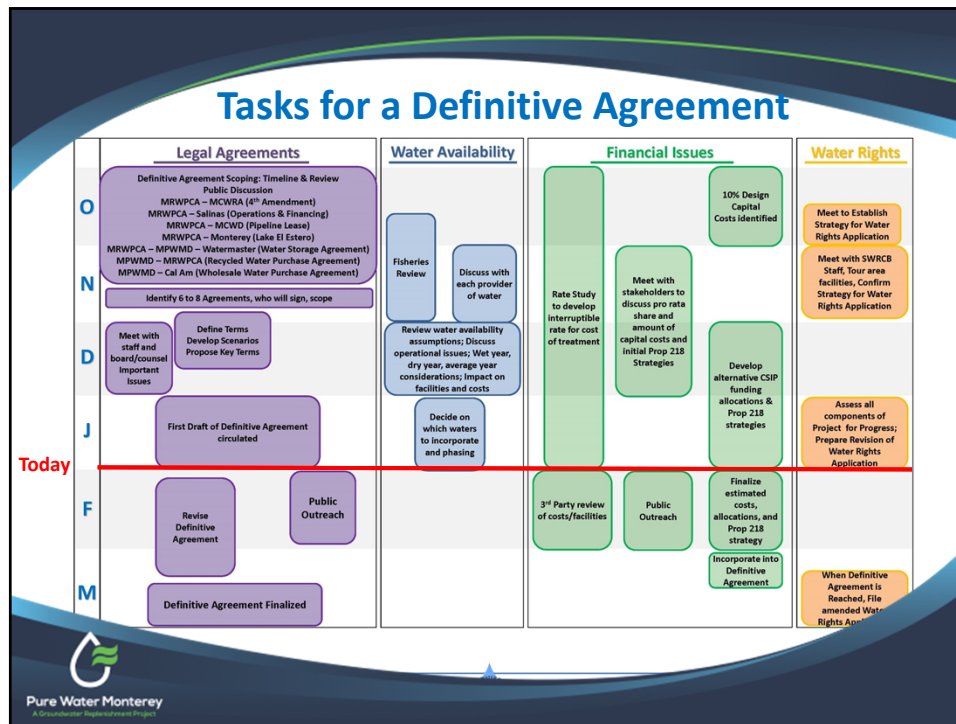 Tasks for a Definitive Agreement
Legal Agreements
Water Availability
Financial Issues
Water Rights
O
N
D
J
F
M
Today
Definitive Agreement Scoping: Timeline & Review
Public Discussion
MRWPCA – MCWRA (4th Amendment)
MRWPCA – Salinas (Operations & Financing)
MRWPCA – MCWD (Pipeline Lease)
MRWPCA – Monterey (Lake El Estero)
MRWPCA – MPWMD – Watermaster (Water Storage Agreement)
MPWMD – MRWPCA (Recycled Water Purchase Agreement)
MPWMD – Cal Am (Wholesale Water Purchase Agreement)
Identify 6 to 8 Agreements, who will sign, scope
Meet with
staff and
board/counsel
Important
Issues
Define Terms
Develop Scenarios
Propose Key Terms
First Draft of Definitive Agreement
circulated
Revise
Definitive
Agreement
Public
Outreach
Definitive Agreement Finalized
Fisheries
Review
Discuss with
each provider
of water
Review water availability
assumptions; Discuss
operational issues; Wet year,
dry year, average year
considerations; Impact on
facilities and costs
Decide on
which waters
to incorporate
and phasing
Rate Study
to develop
interruptible
rate for cost
of treatment
Meet with
stakeholders to
discuss pro rata
share and
amount of
capital costs and
initial Prop 218
Strategies
10% Design
Capital
Costs identified
Develop
alternative CSIP
funding
allocations &
Prop 218
strategies
3rd Party review
of costs/facilities
Public
Outreach
Finalize
estimated
costs,
allocations, and
Prop 218
strategy
Incorporate into
Definitive
Agreement
Meet to Establish
Strategy for Water
Rights Application
Meet with SWRCB
Staff, Tour area
facilities, Confirm
Strategy for Water
Rights Application
Assess all
components of
Project for Progress;
Prepare Revision of
Water Rights
Application
When Definitive
Agreement is
Reached, File
amended Water
Rights
Pure Water Monterey
A Groundwater Replenishment Project